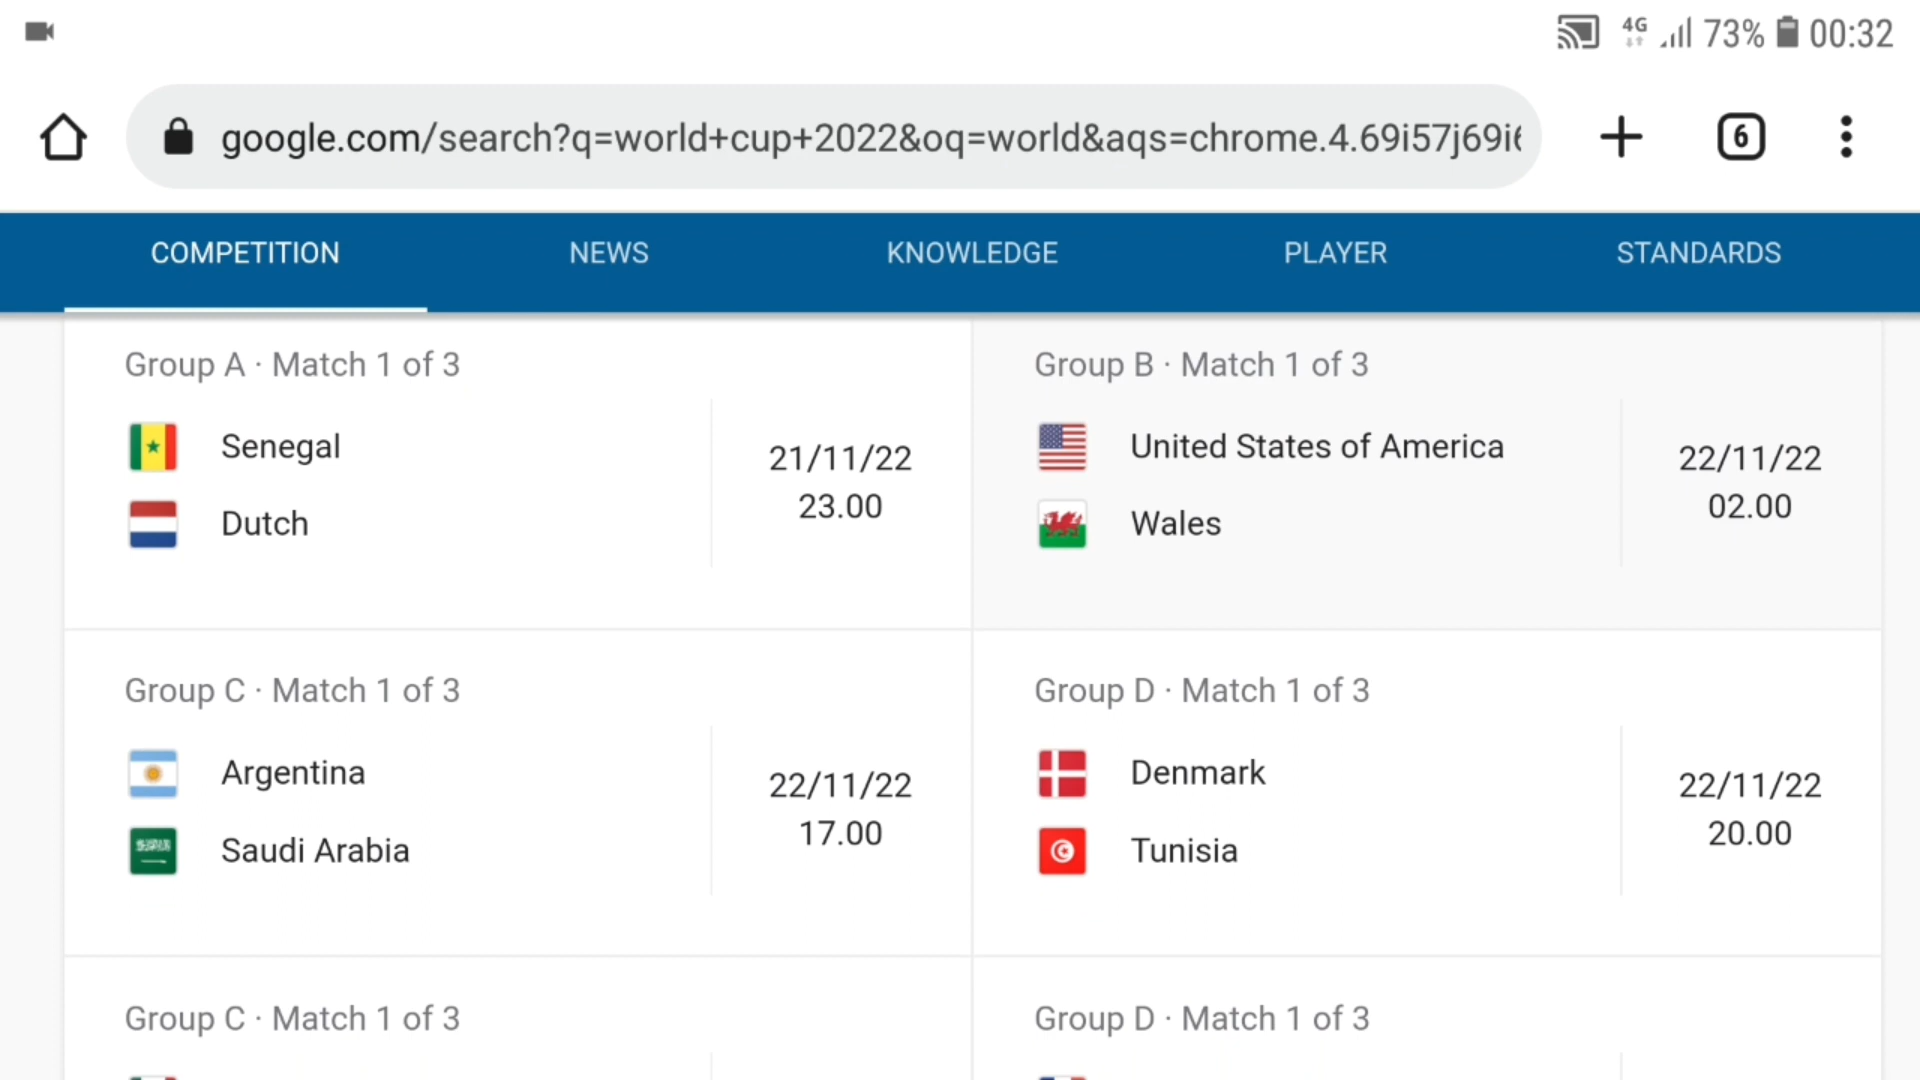 4G 73% 00:32
google.com/search?q=world+cup+2022&oq=world&aqs=chrome.4.69i57j69i
6
COMPETITION NEWS KNOWLEDGE PLAYER STANDARDS
Group A · Match 1 of 3
Senegal
Dutch
21/11/22
23.00
Group B · Match 1 of 3
United States of America
Wales
22/11/22
02.00
Group C · Match 1 of 3
Argentina
Saudi Arabia
22/11/22
17.00
Group D · Match 1 of 3
Denmark
Tunisia
22/11/22
20.00
Group C · Match 1 of 3
Group D · Match 1 of 3